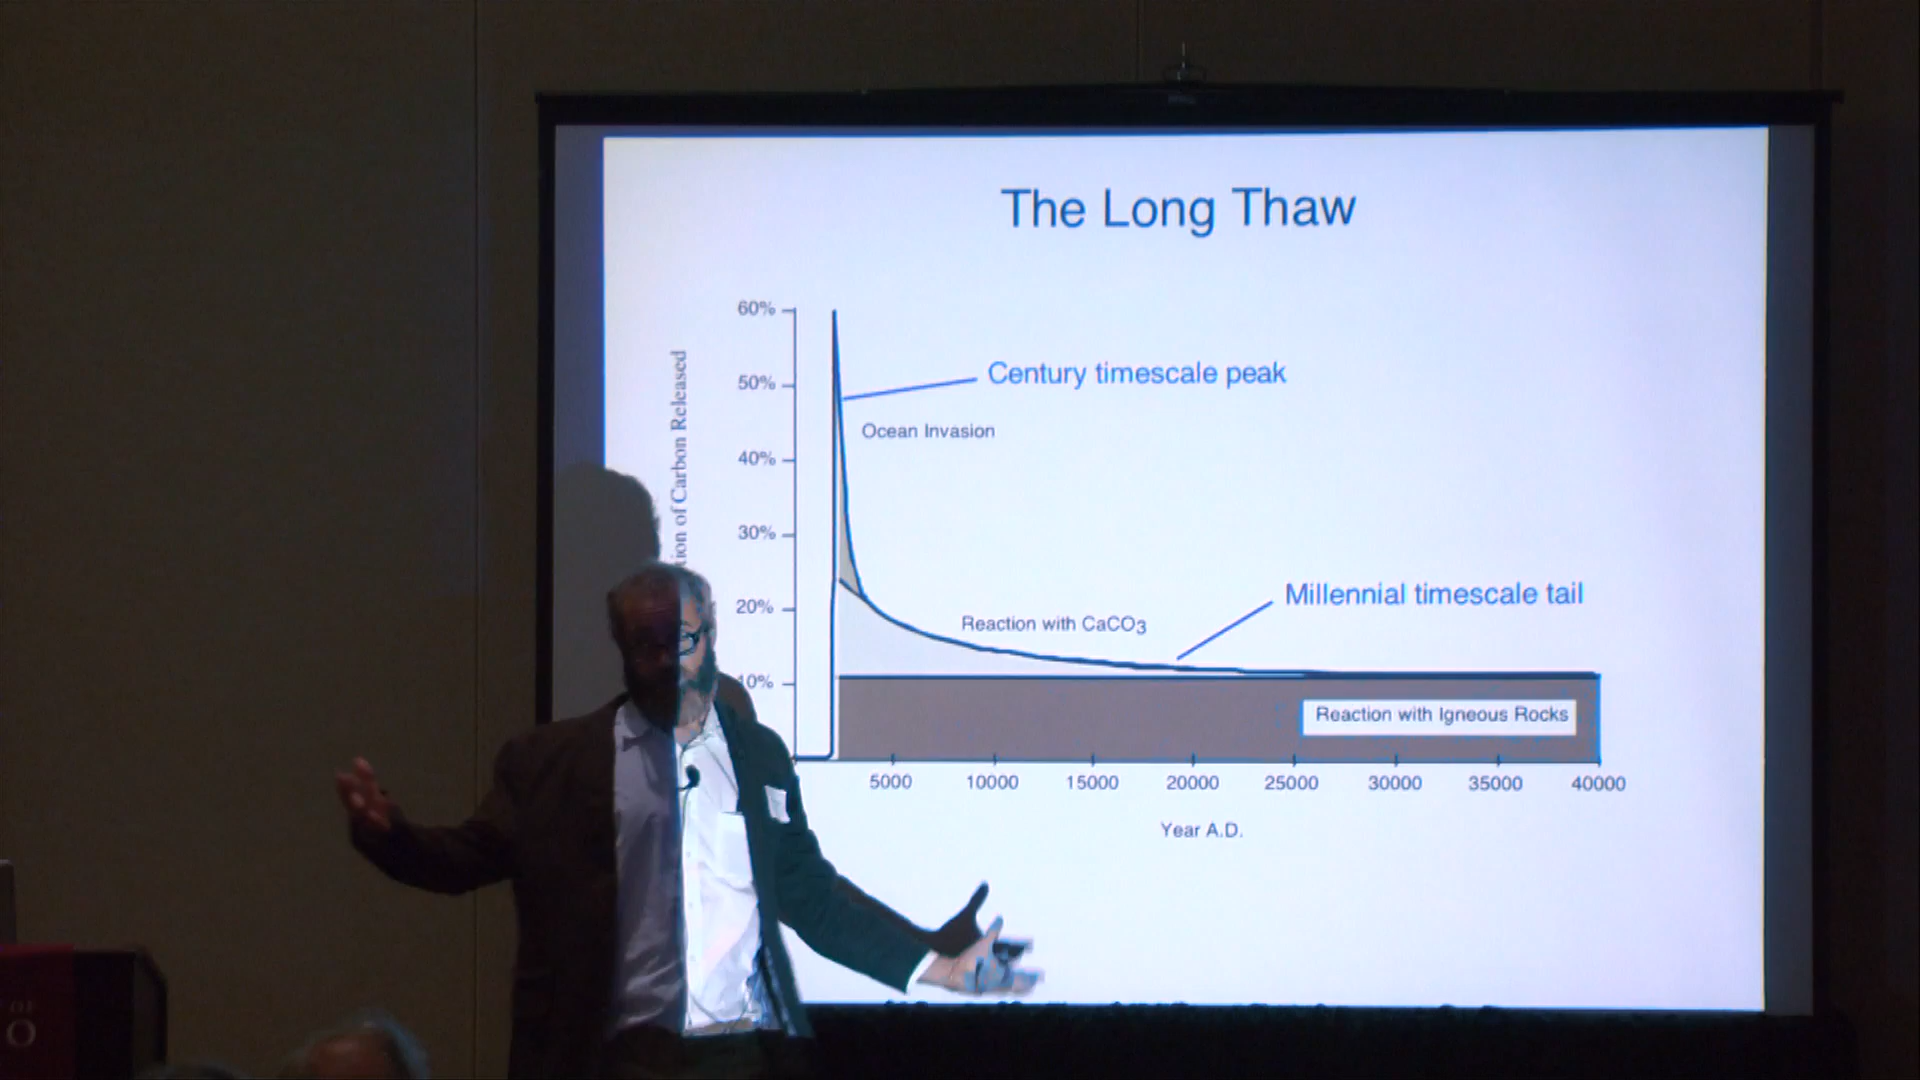 The Long Thaw
60%
50%
40%
30%
20%
10%
of Carbon Released
Century timescale peak
Ocean Invasion
Millennial timescale tail
Reaction with CaCO3
Reaction with Igneous Rocks
5000 10000 15000 20000 25000 30000 35000 40000
Year A.D.
O